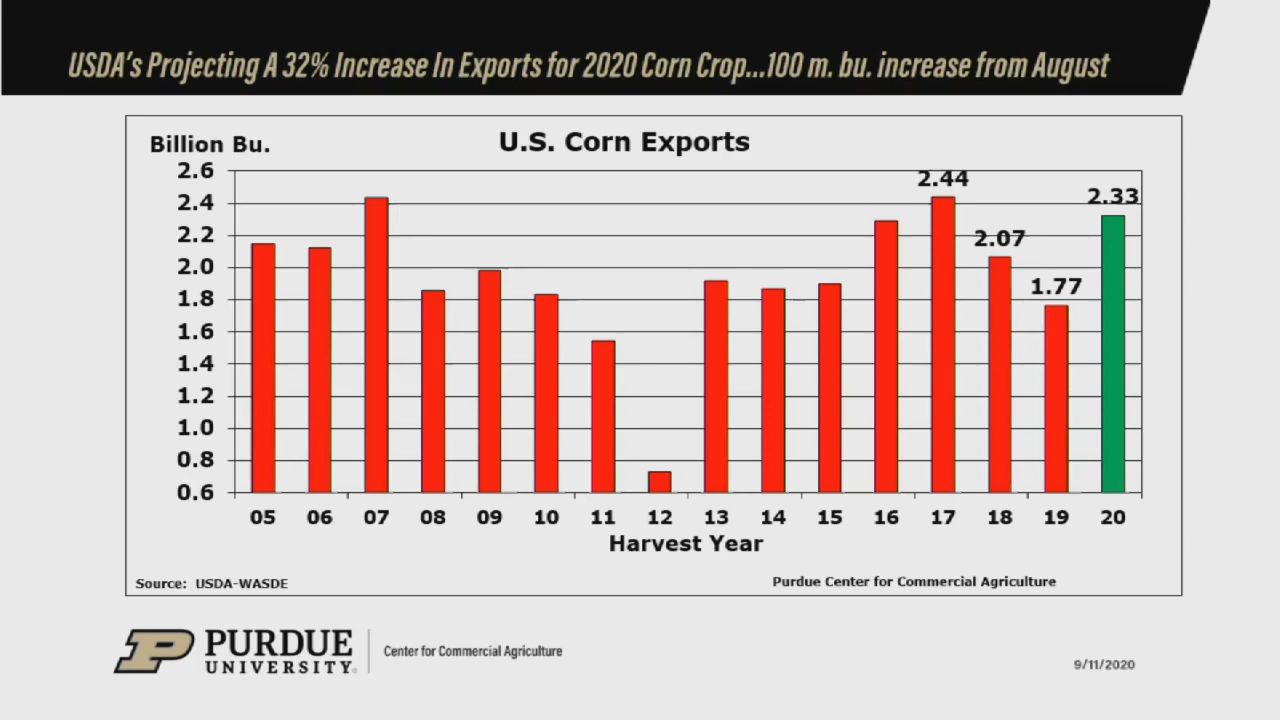 USDA's Projecting A 32% Increase In Exports for 2020 Corn Crop...100 m. bu. increase from August
Billion Bu.
U.S. Corn Exports
2.6
2.4
2.2
2.0
1.8
1.6
1.4
1.2
1.0
0.8
0.6
2.44
2.07
1.77
2.33
05 06 07 08 09 10 11 12 13 14 15 16 17 18 19 20
Harvest Year
Source: USDA-WASDE
Purdue Center for Commercial Agriculture
P PURDUE
UNIVERSITY®
Center for Commercial Agriculture
9/11/2020